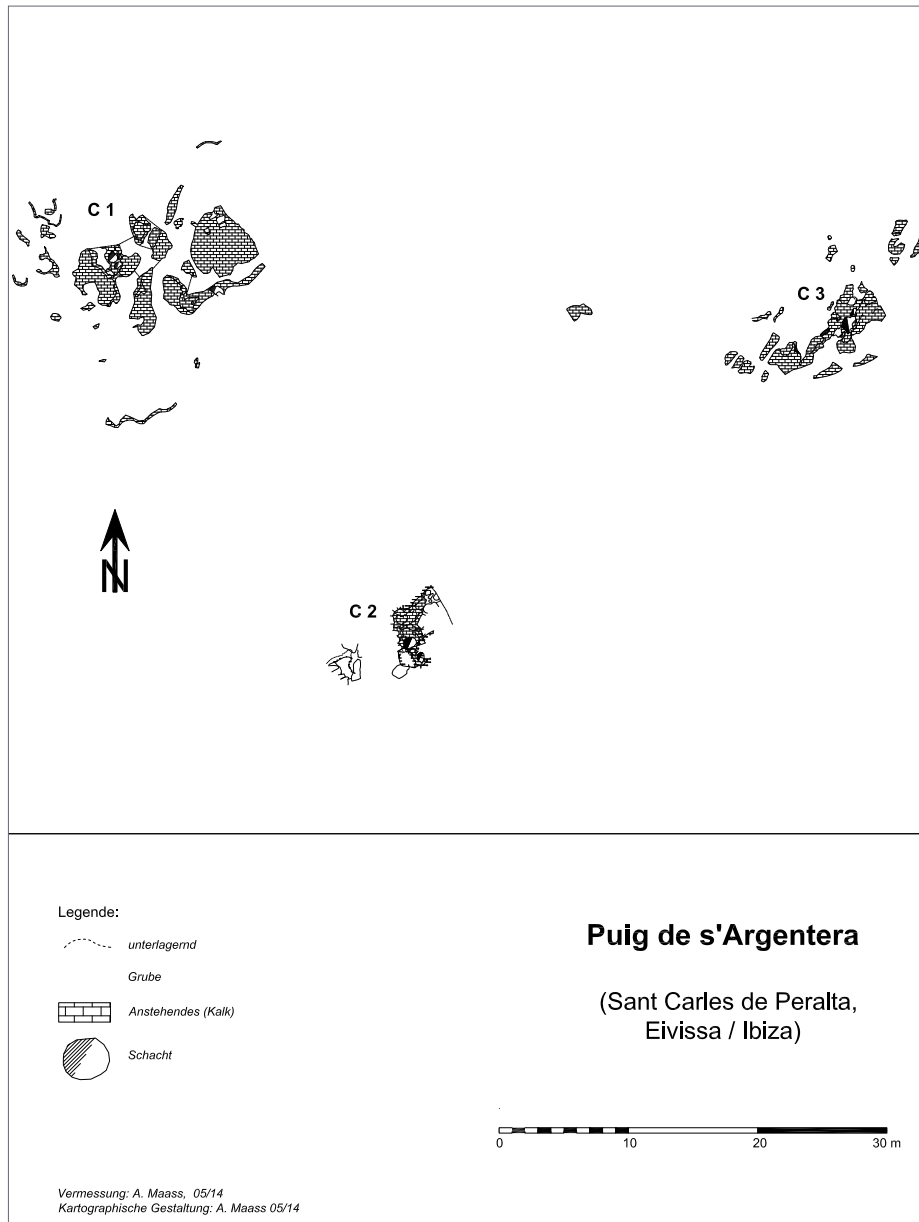 C 1
C 3
N
C 2
Legende:
unterlagernd
Grube
Anstehendes (Kalk)
Schacht
Puig de s'Argentera
(Sant Carles de Peralta,
Eivissa / Ibiza)
0 10 20 30 m
Vermessung: A. Maass, 05/14
Kartographische Gestaltung: A. Maass 05/14